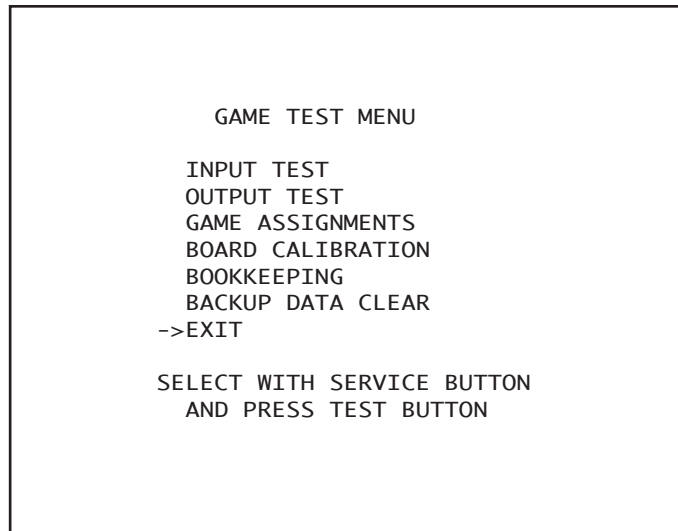 GAME TEST MENU
INPUT TEST
OUTPUT TEST
GAME ASSIGNMENTS
BOARD CALIBRATION
BOOKKEEPING
BACKUP DATA CLEAR
->EXIT
SELECT WITH SERVICE BUTTON
AND PRESS TEST BUTTON